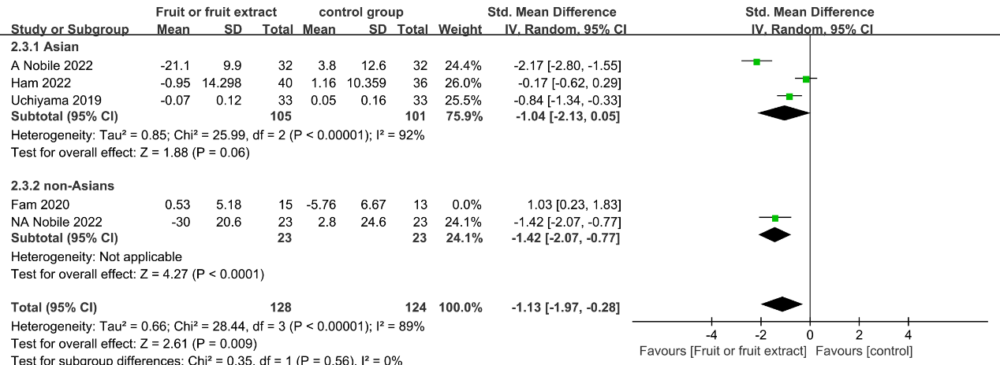 Fruit or fruit extract control group Std. Mean Difference Std. Mean Difference
Study or Subgroup Mean SD Total Mean SD Total Weight IV, Random, 95% CI IV, Random, 95% CI
2.3.1 Asian
A Nobile 2022 -21.1 9.9 32 3.8 12.6 32 24.4% -2.17 [-2.80, -1.55]
Ham 2022 -0.95 14.298 40 1.16 10.359 36 26.0% -0.17 [-0.62, 0.29]
Uchiyama 2019 -0.07 0.12 33 0.05 0.16 33 25.5% -0.84 [-1.34, -0.33]
Subtotal (95% CI) 105 101 75.9% -1.04 [-2.13, 0.05]
Heterogeneity: Tau² = 0.85; Chi² = 25.99, df = 2 (P < 0.00001); I² = 92%
Test for overall effect: Z = 1.88 (P = 0.06)
2.3.2 non-Asians
Fam 2020 0.53 5.18 15 -5.76 6.67 13 0.0% 1.03 [0.23, 1.83]
NA Nobile 2022 -30 20.6 23 2.8 24.6 23 24.1% -1.42 [-2.07, -0.77]
Subtotal (95% CI) 23 23 24.1% -1.42 [-2.07, -0.77]
Heterogeneity: Not applicable
Test for overall effect: Z = 4.27 (P < 0.0001)
Total (95% CI) 128 124 100.0% -1.13 [-1.97, -0.28]
Heterogeneity: Tau² = 0.66; Chi² = 28.44, df = 3 (P < 0.00001); I² = 89%
Test for overall effect: Z = 2.61 (P = 0.009)
Test for subgroup differences: Chi² = 0.35, df = 1 (P = 0.56), I² = 0%
-4 -2 0 2 4
Favours [Fruit or fruit extract] Favours [control]